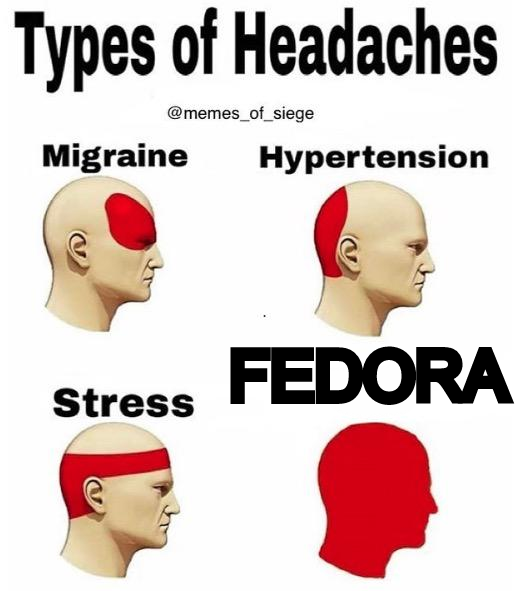 Types of Headaches
@memes_of_siege
Migraine
Hypertension
Stress
FEDORA